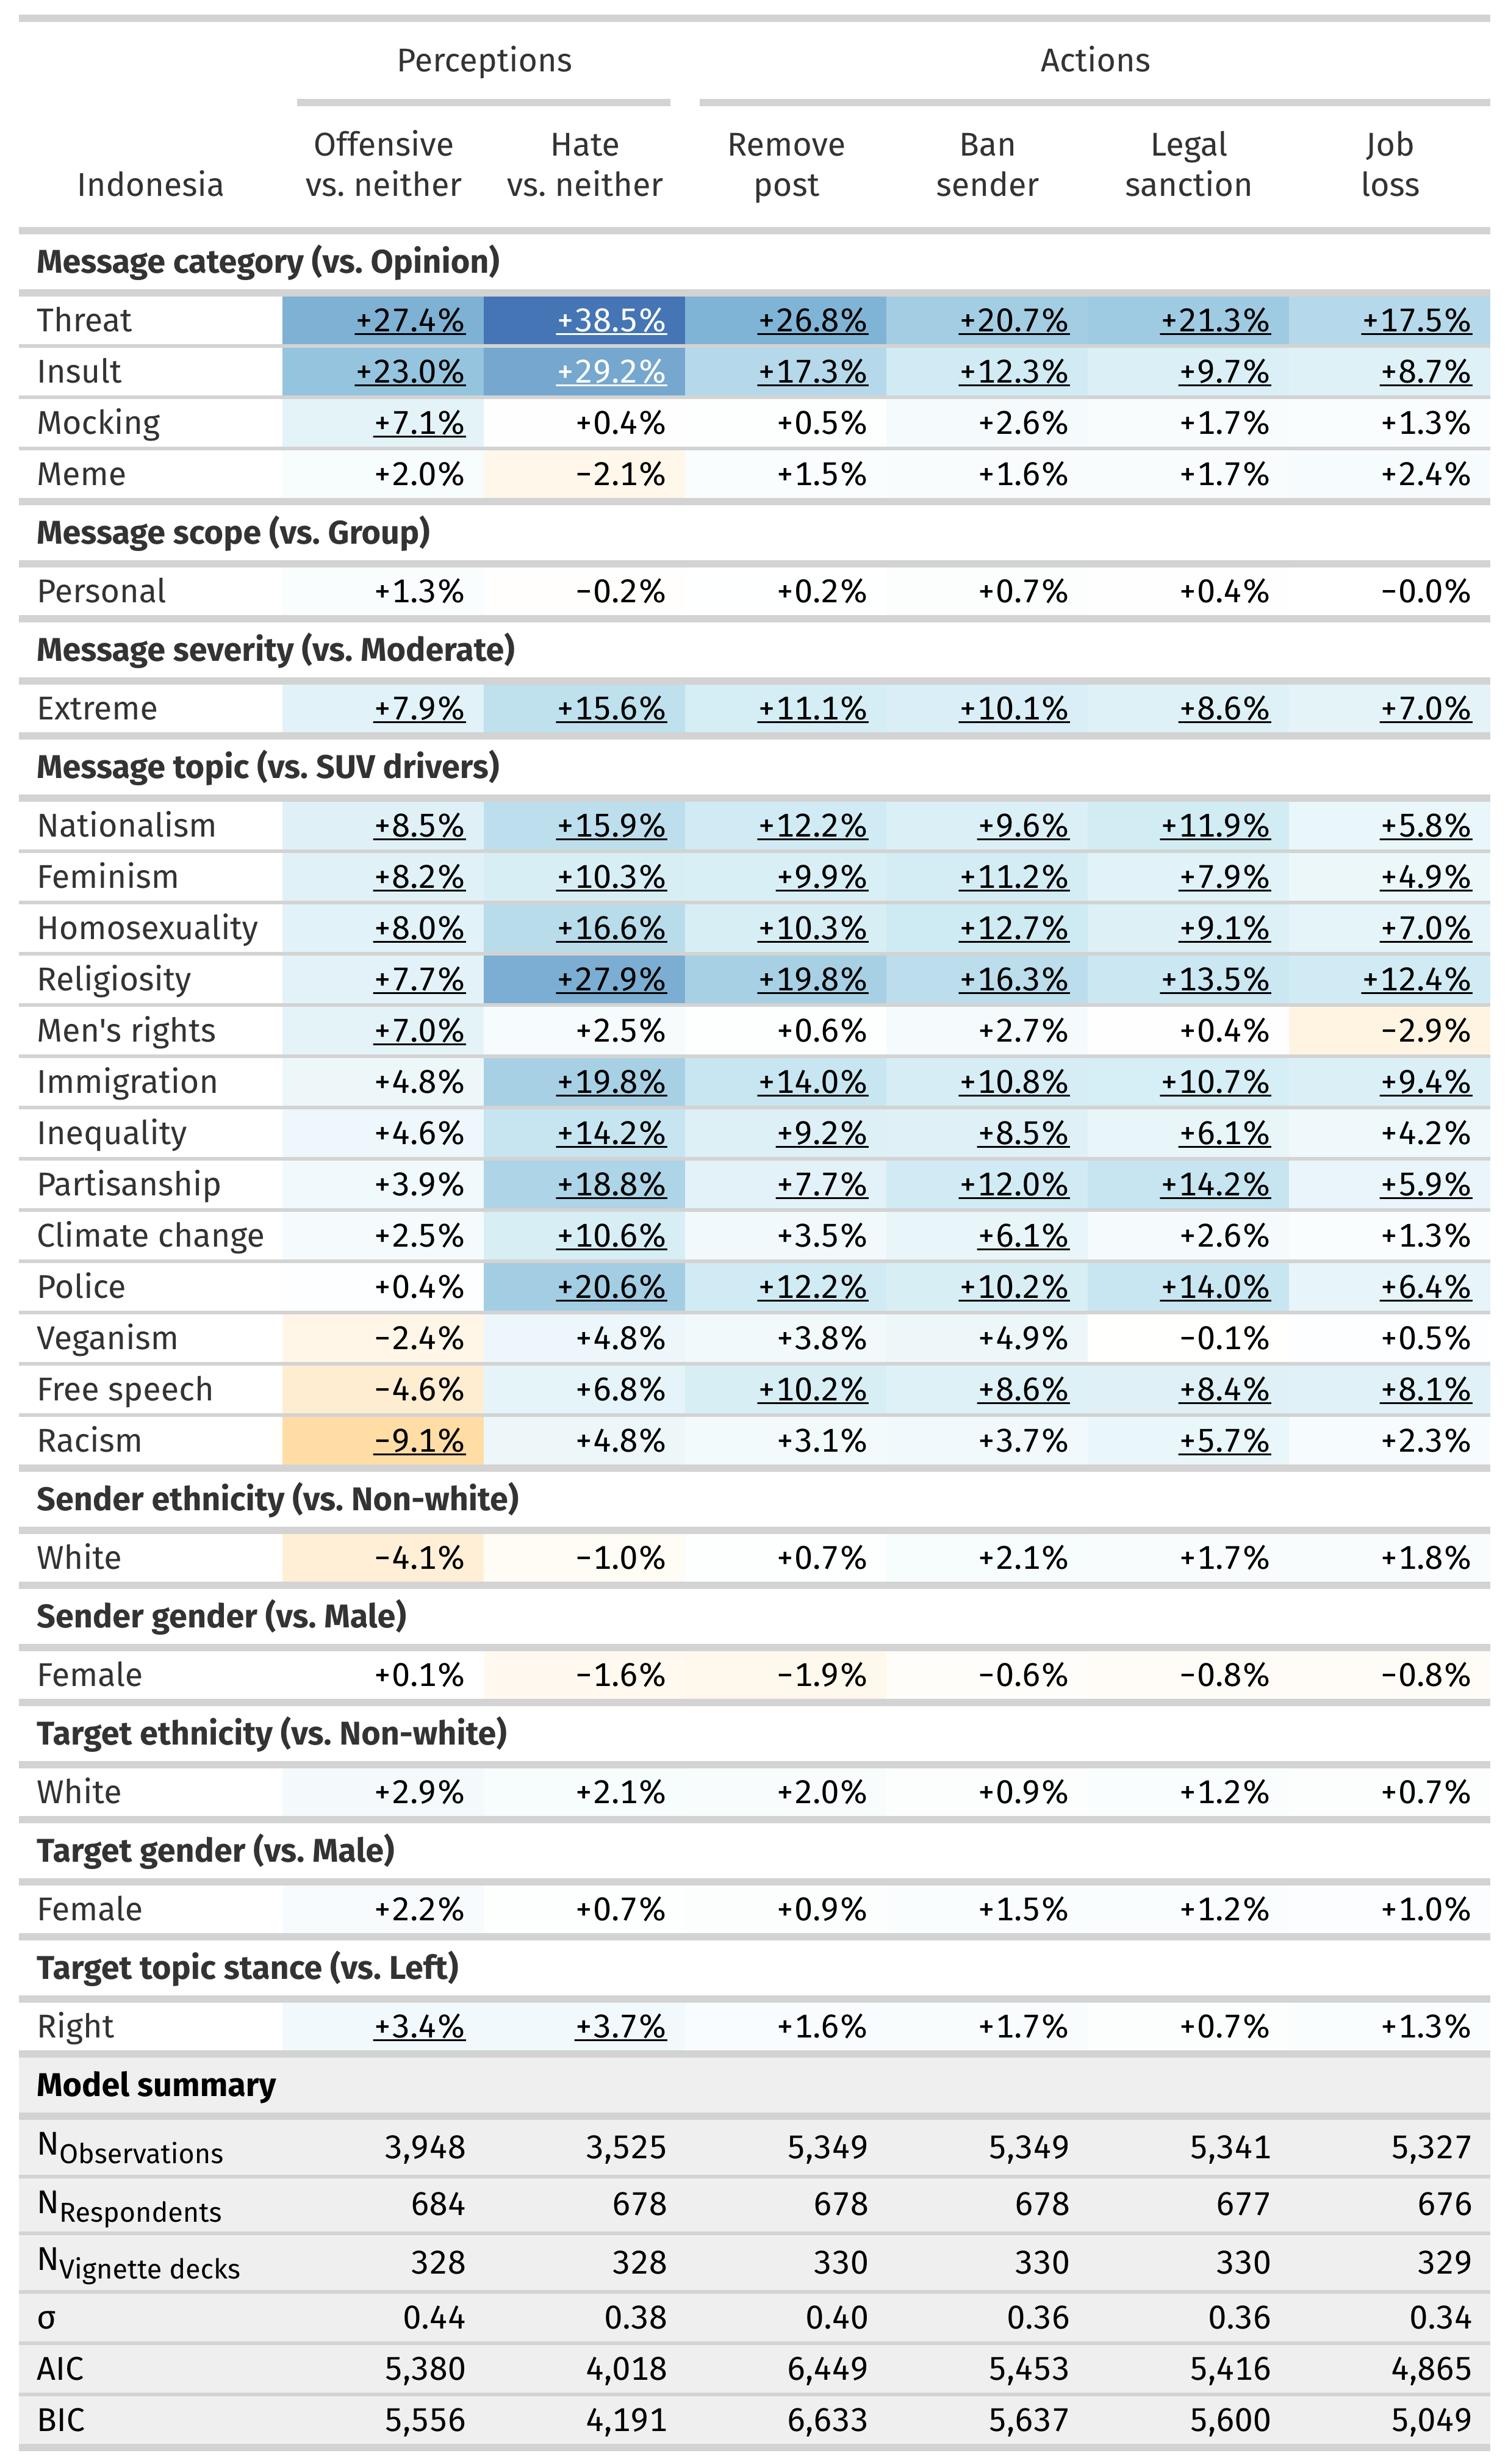 Perceptions Actions
Indonesia Offensive vs. neither Hate vs. neither Remove post Ban sender Legal sanction Job loss
Message category (vs. Opinion)
Threat +27.4% +38.5% +26.8% +20.7% +21.3% +17.5%
Insult +23.0% +29.2% +17.3% +12.3% +9.7% +8.7%
Mocking +7.1% +0.4% +0.5% +2.6% +1.7% +1.3%
Meme +2.0% −2.1% +1.5% +1.6% +1.7% +2.4%
Message scope (vs. Group)
Personal +1.3% −0.2% +0.2% +0.7% +0.4% −0.0%
Message severity (vs. Moderate)
Extreme +7.9% +15.6% +11.1% +10.1% +8.6% +7.0%
Message topic (vs. SUV drivers)
Nationalism +8.5% +15.9% +12.2% +9.6% +11.9% +5.8%
Feminism +8.2% +10.3% +9.9% +11.2% +7.9% +4.9%
Homosexuality +8.0% +16.6% +10.3% +12.7% +9.1% +7.0%
Religiosity +7.7% +27.9% +19.8% +16.3% +13.5% +12.4%
Men's rights +7.0% +2.5% +0.6% +2.7% +0.4% −2.9%
Immigration +4.8% +19.8% +14.0% +10.8% +10.7% +9.4%
Inequality +4.6% +14.2% +9.2% +8.5% +6.1% +4.2%
Partisanship +3.9% +18.8% +7.7% +12.0% +14.2% +5.9%
Climate change +2.5% +10.6% +3.5% +6.1% +2.6% +1.3%
Police +0.4% +20.6% +12.2% +10.2% +14.0% +6.4%
Veganism −2.4% +4.8% +3.8% +4.9% −0.1% +0.5%
Free speech −4.6% +6.8% +10.2% +8.6% +8.4% +8.1%
Racism −9.1% +4.8% +3.1% +3.7% +5.7% +2.3%
Sender ethnicity (vs. Non-white)
White −4.1% −1.0% +0.7% +2.1% +1.7% +1.8%
Sender gender (vs. Male)
Female +0.1% −1.6% −1.9% −0.6% −0.8% −0.8%
Target ethnicity (vs. Non-white)
White +2.9% +2.1% +2.0% +0.9% +1.2% +0.7%
Target gender (vs. Male)
Female +2.2% +0.7% +0.9% +1.5% +1.2% +1.0%
Target topic stance (vs. Left)
Right +3.4% +3.7% +1.6% +1.7% +0.7% +1.3%
Model summary
N Observations 3,948 3,525 5,349 5,349 5,341 5,327
N Respondents 684 678 678 678 677 676
N Vignette decks 328 328 330 330 330 329
σ 0.44 0.38 0.40 0.36 0.36 0.34
AIC 5,380 4,018 6,449 5,453 5,416 4,865
BIC 5,556 4,191 6,633 5,637 5,600 5,049